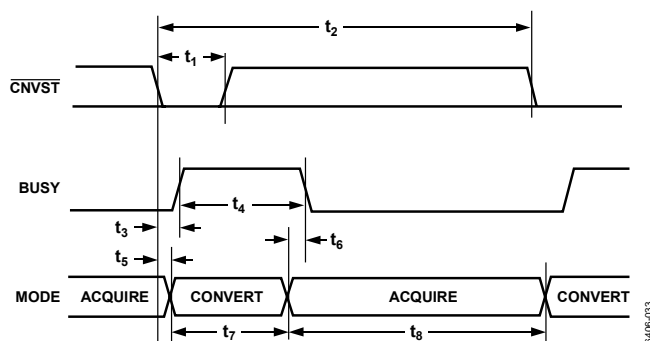 t2
t1
CNVST
BUSY
t4
t3
t6
t5
MODE ACQUIRE CONVERT ACQUIRE CONVERT
t7 t8